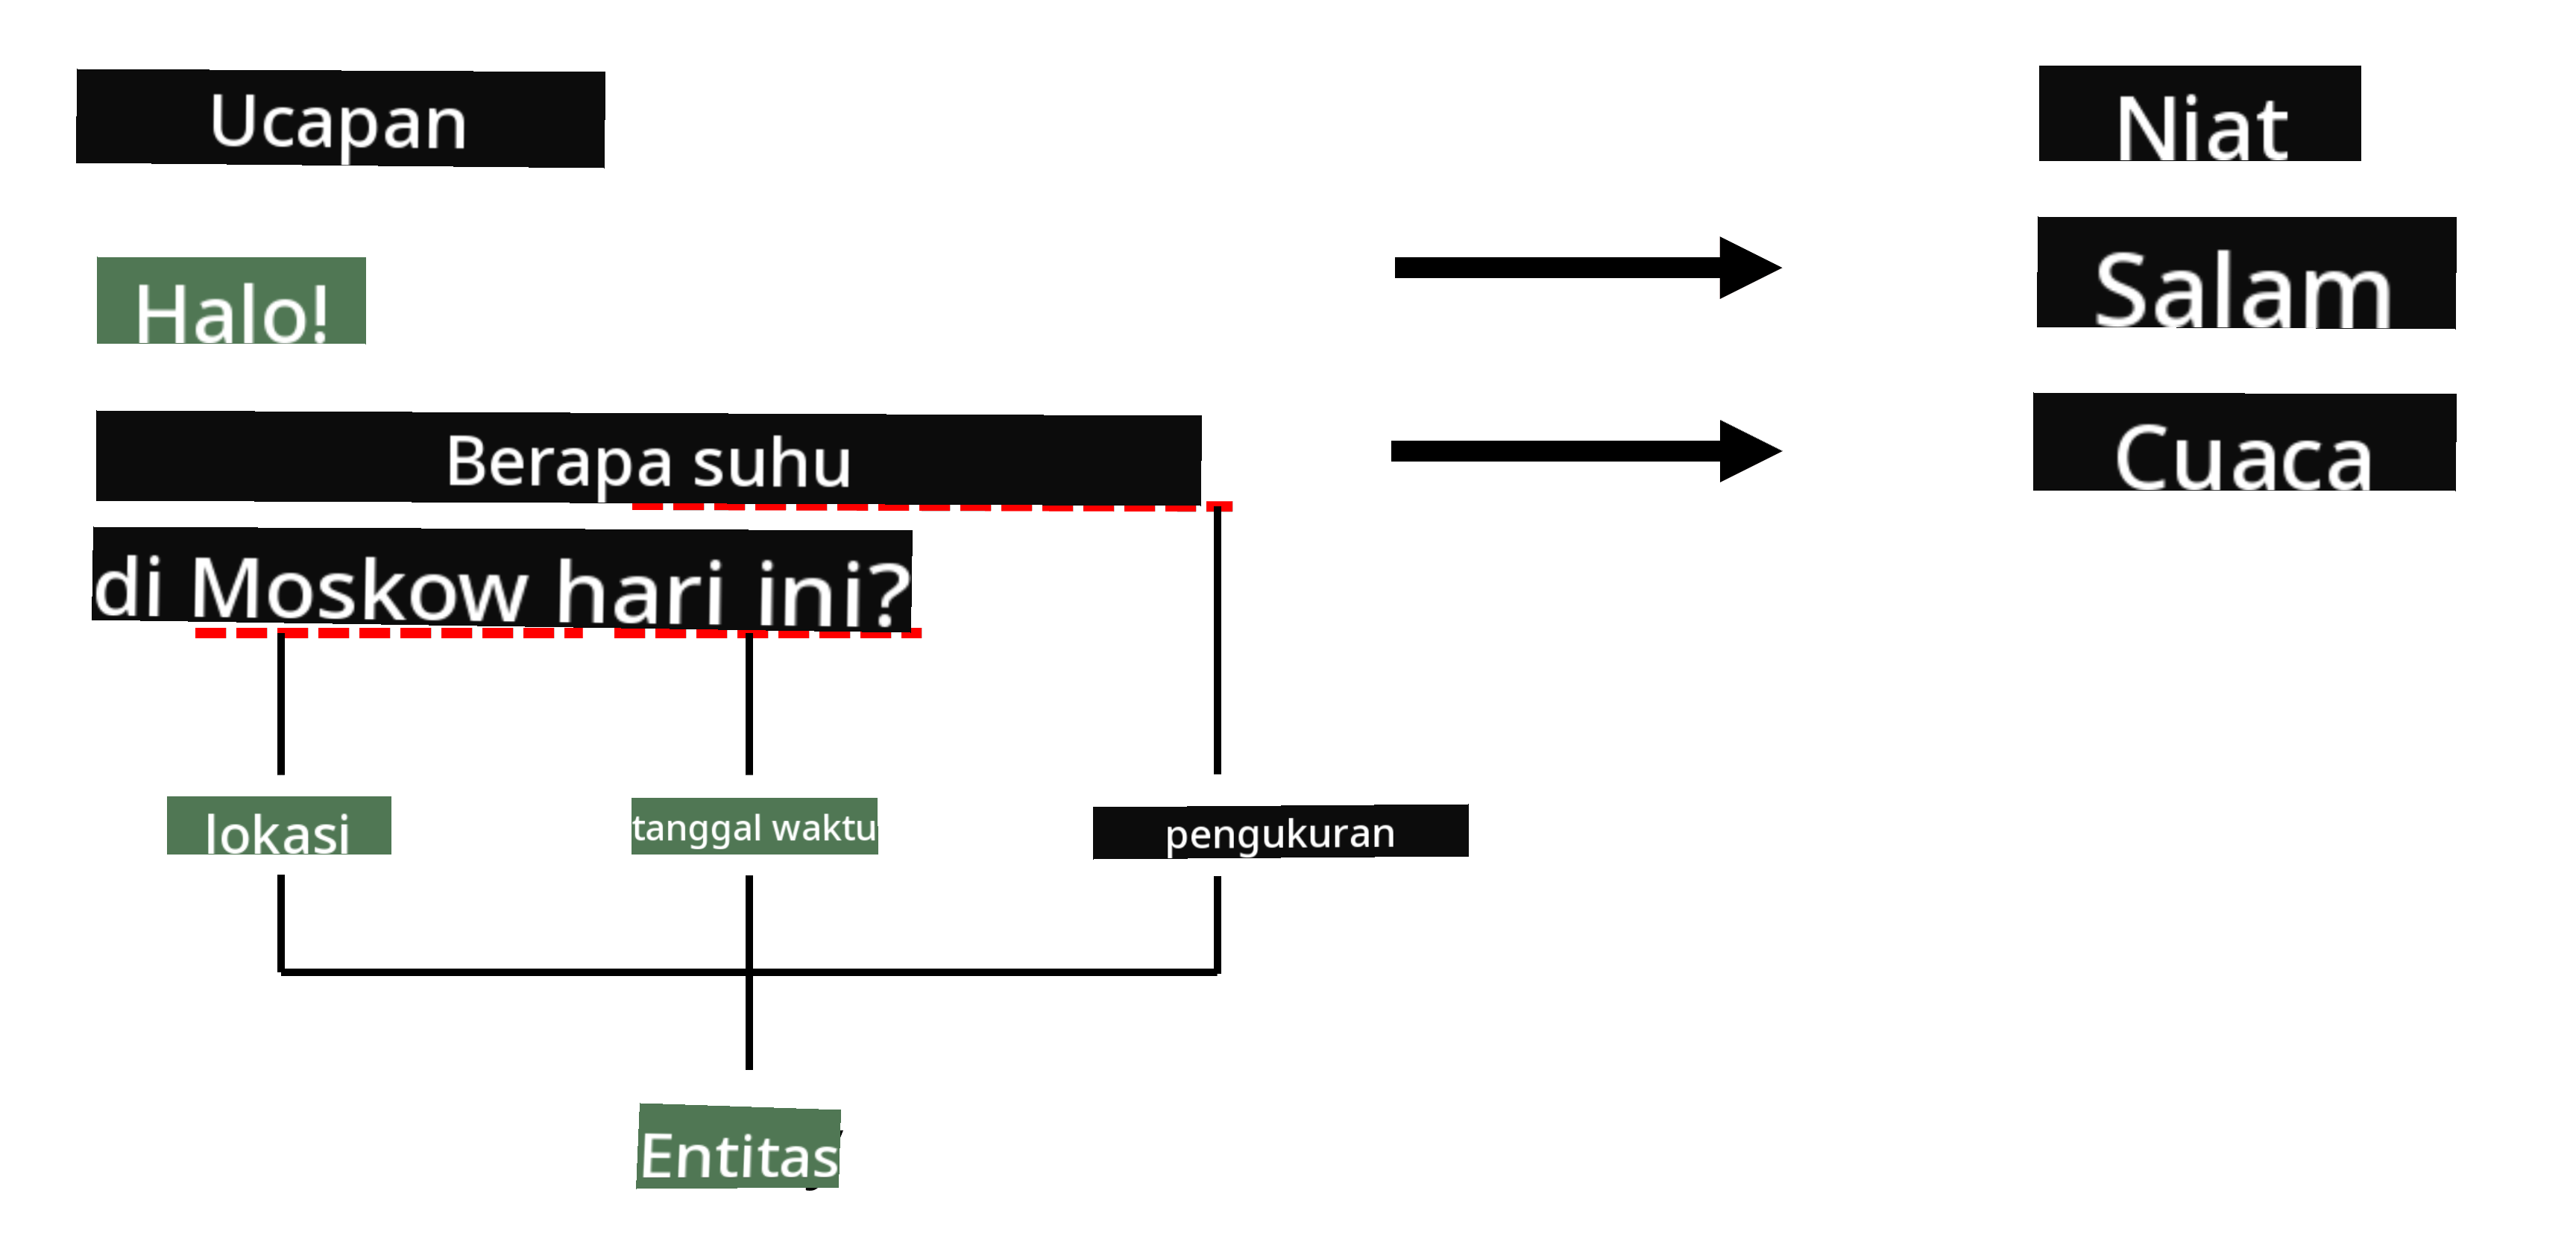 Ucapan
Niat
Halo!
Salam
Berapa suhu
Cuaca
di Moskow hari ini?
lokasi
tanggal waktu
pengukuran
Entitas